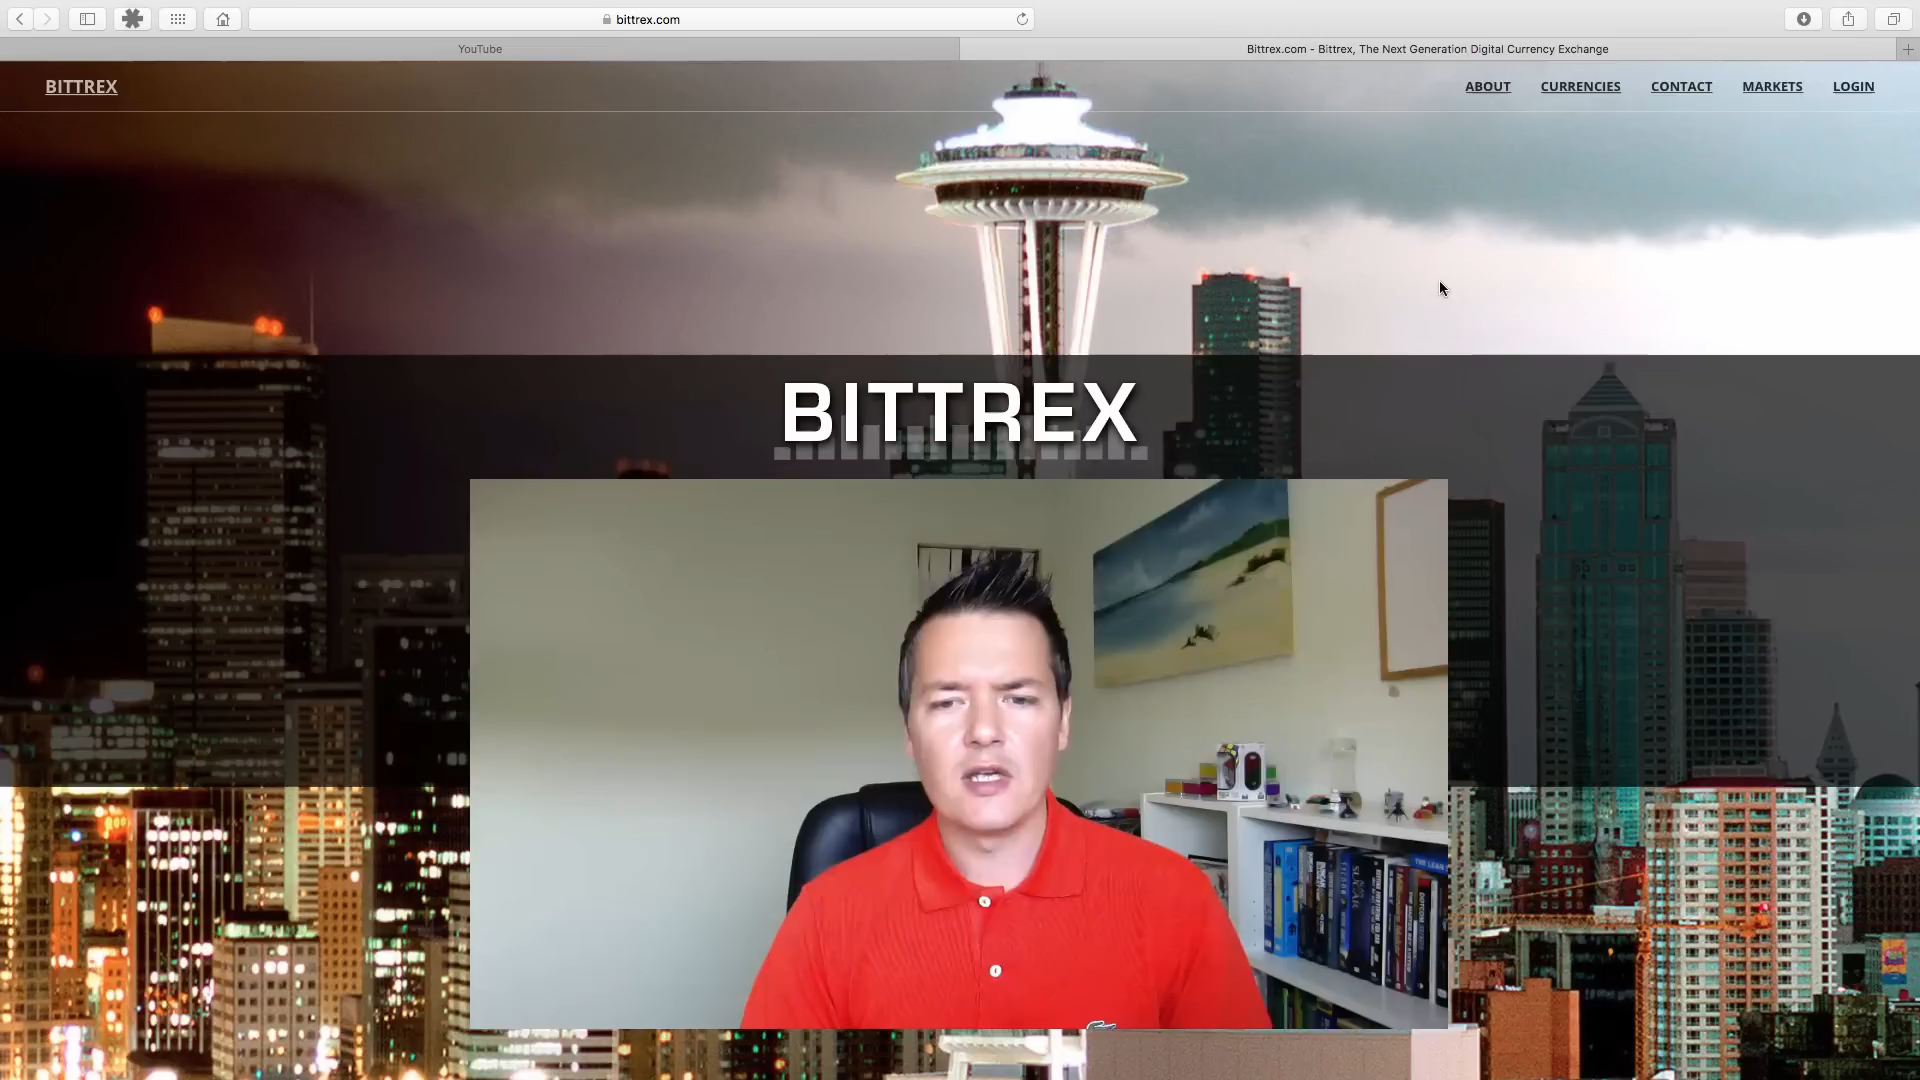 bittrex.com
YouTube
Bittrex.com - Bittrex, The Next Generation Digital Currency Exchange
BITTREX
ABOUT
CURRENCIES
CONTACT
MARKETS
LOGIN
BITTREX